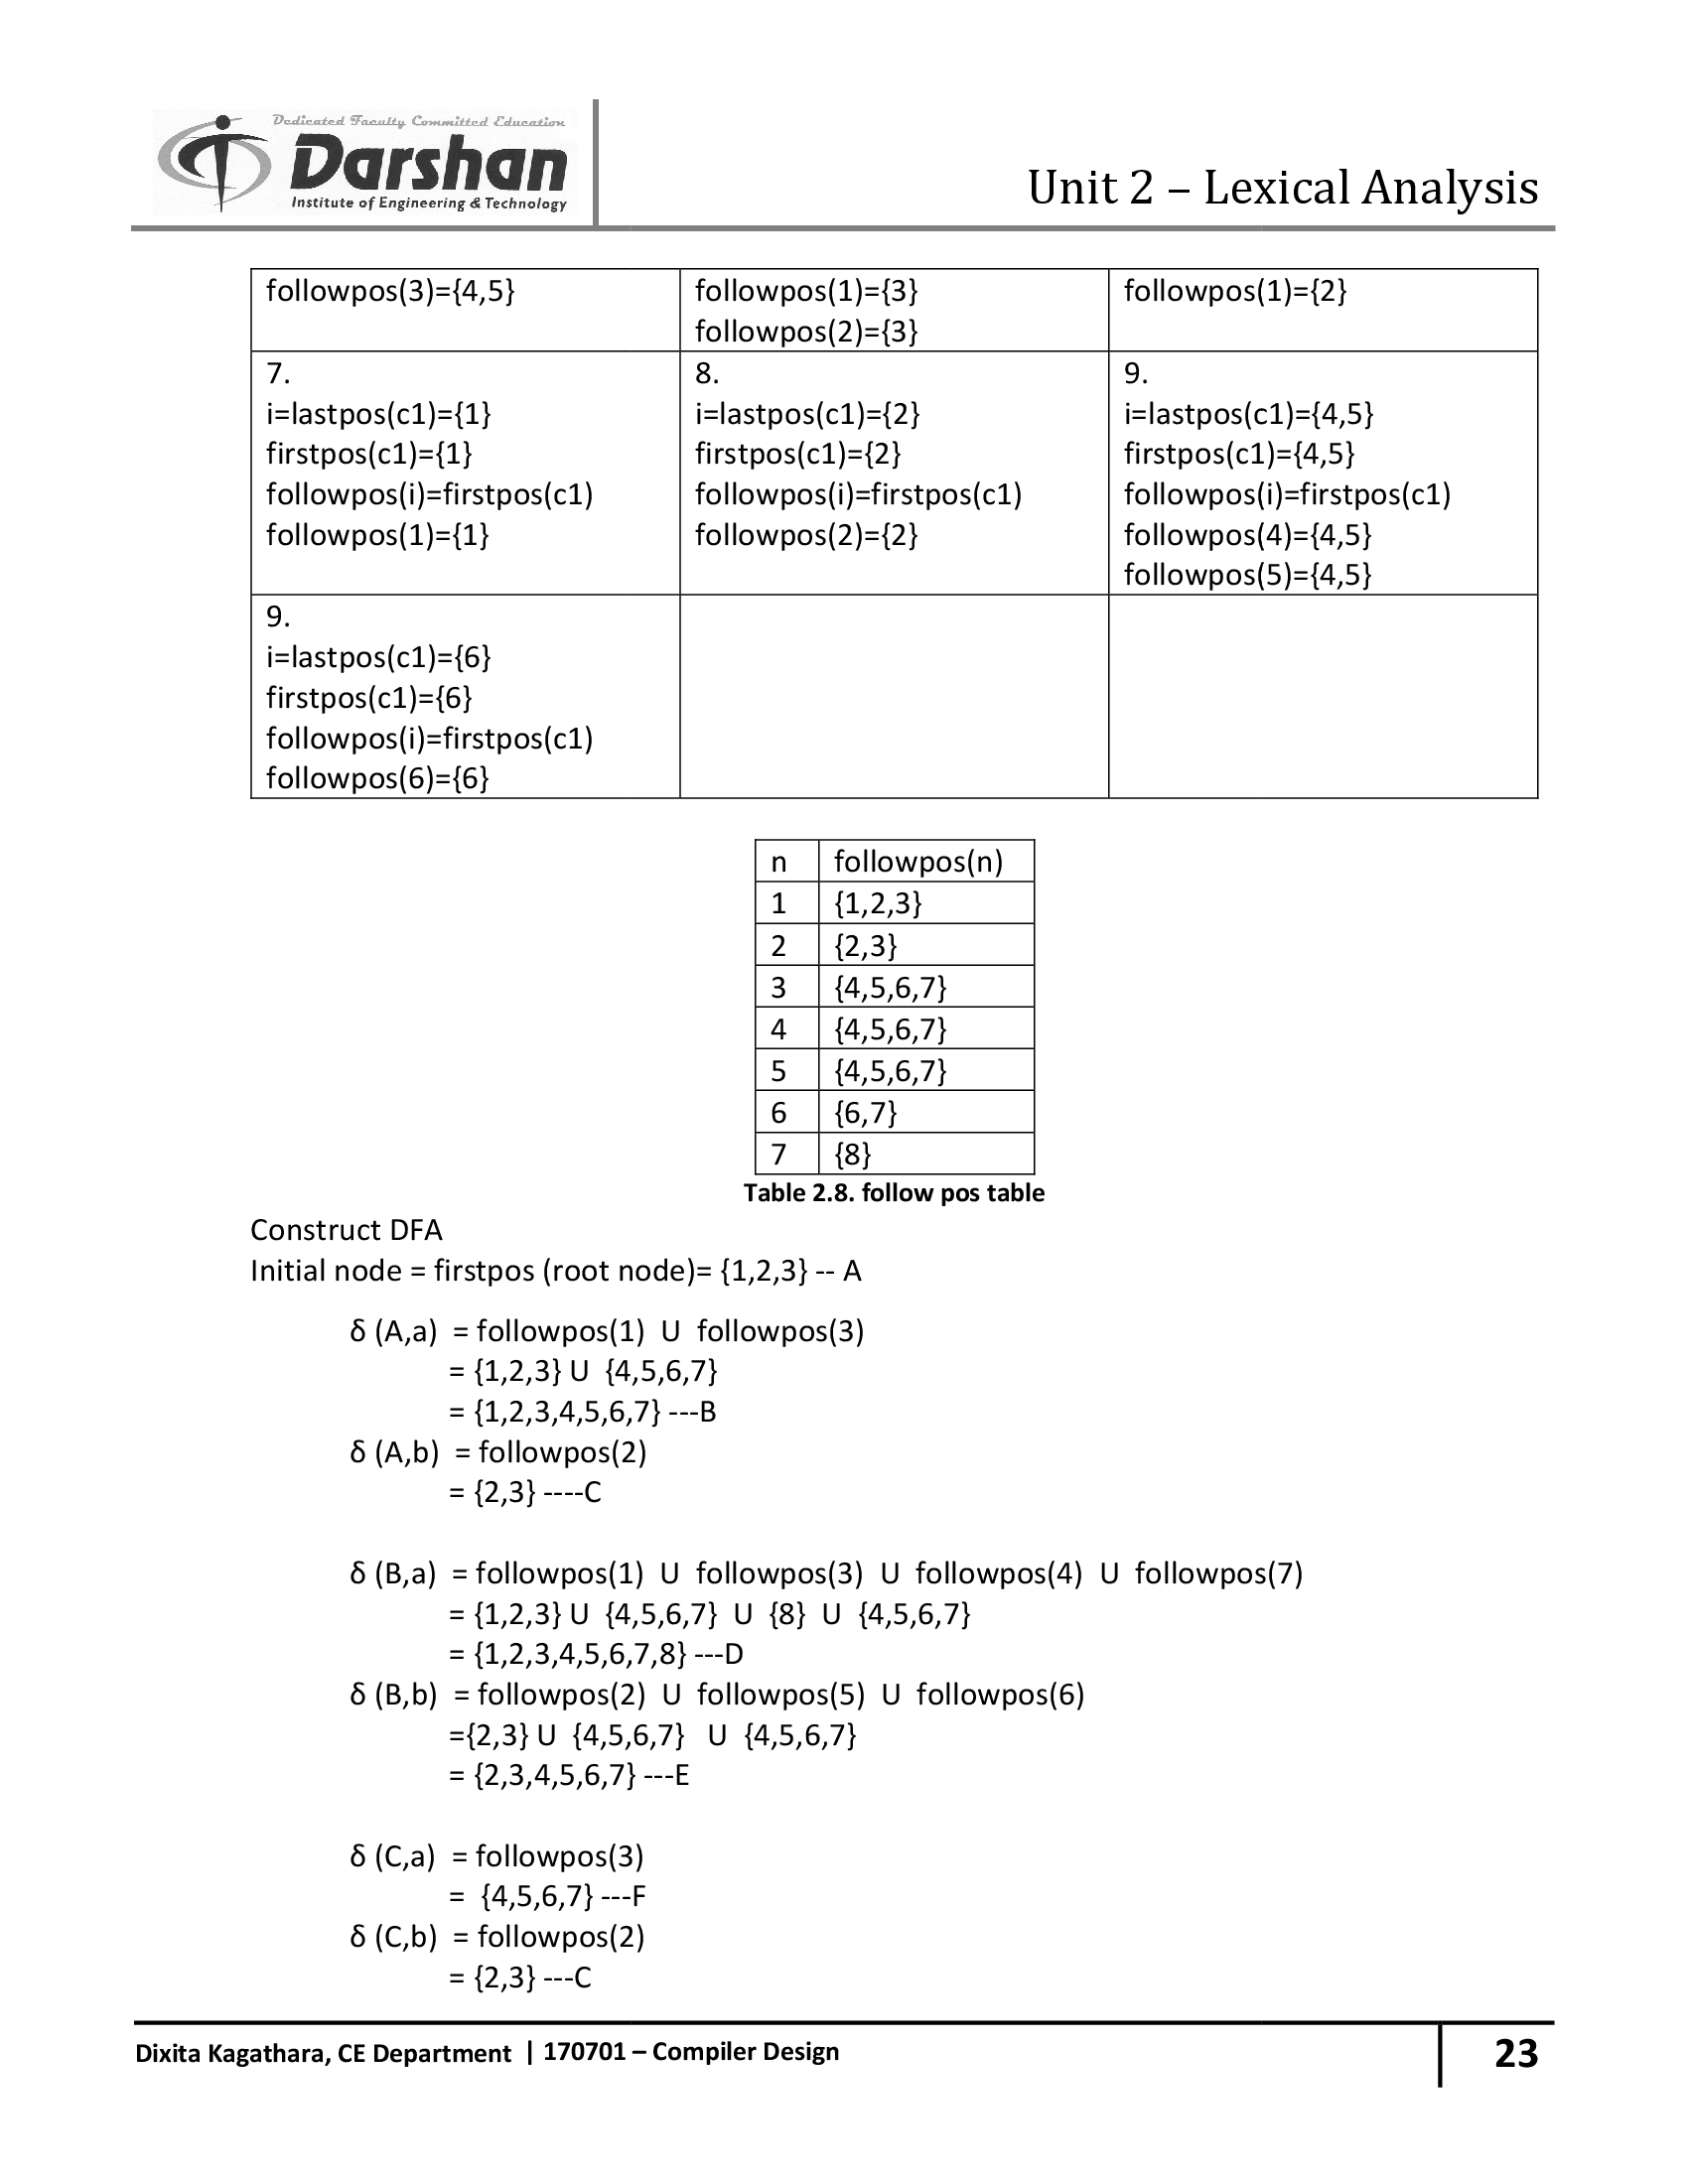 Dedicated Faculty Committed Education
Darshan
Institute of Engineering & Technology
Unit 2 – Lexical Analysis
followpos(3)={4,5}
followpos(1)={3}
followpos(2)={3}
followpos(1)={2}
7.
i=lastpos(c1)={1}
firstpos(c1)={1}
followpos(i)=firstpos(c1)
followpos(1)={1}
8.
i=lastpos(c1)={2}
firstpos(c1)={2}
followpos(i)=firstpos(c1)
followpos(2)={2}
9.
i=lastpos(c1)={4,5}
firstpos(c1)={4,5}
followpos(i)=firstpos(c1)
followpos(4)={4,5}
followpos(5)={4,5}
9.
i=lastpos(c1)={6}
firstpos(c1)={6}
followpos(i)=firstpos(c1)
followpos(6)={6}
n followpos(n)
1 {1,2,3}
2 {2,3}
3 {4,5,6,7}
4 {4,5,6,7}
5 {4,5,6,7}
6 {6,7}
7 {8}
Table 2.8. follow pos table
Construct DFA
Initial node = firstpos (root node)= {1,2,3} -- A
δ (A,a) = followpos(1) U followpos(3)
= {1,2,3} U {4,5,6,7}
= {1,2,3,4,5,6,7} ---B
δ (A,b) = followpos(2)
= {2,3} ----C
δ (B,a) = followpos(1) U followpos(3) U followpos(4) U followpos(7)
= {1,2,3} U {4,5,6,7} U {8} U {4,5,6,7}
= {1,2,3,4,5,6,7,8} ---D
δ (B,b) = followpos(2) U followpos(5) U followpos(6)
={2,3} U {4,5,6,7} U {4,5,6,7}
= {2,3,4,5,6,7} ---E
δ (C,a) = followpos(3)
= {4,5,6,7} ---F
δ (C,b) = followpos(2)
= {2,3} ---C
Dixita Kagathara, CE Department | 170701 – Compiler Design
23